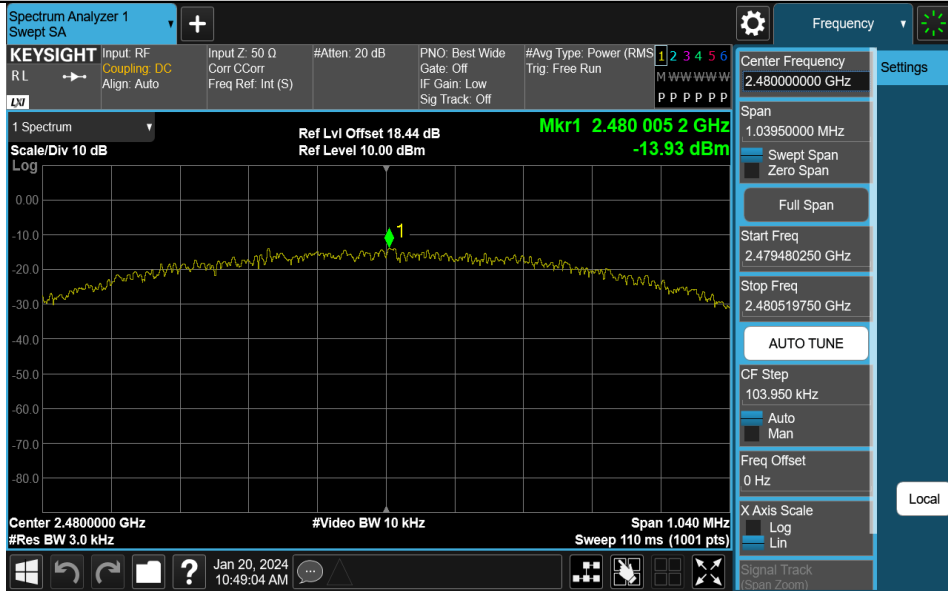 Spectrum Analyzer 1
Swept SA
+
Frequency
KEYSIGHT
R L
LXI
Input: RF
Coupling: DC
Align: Auto
Input Z: 50 Ω
Corr CCorr
Freq Ref: Int (S)
#Atten: 20 dB
PNO: Best Wide
Gate: Off
IF Gain: Low
Sig Track: Off
#Avg Type: Power (RMS
Trig: Free Run
1 2 3 4 5 6
M W W W W W
P P P P P P
1 Spectrum
Scale/Div 10 dB
Log
Ref Lvl Offset 18.44 dB
Ref Level 10.00 dBm
Mkr1 2.480 005 2 GHz
-13.93 dBm
0.00
-10.0
-20.0
-30.0
-40.0
-50.0
-60.0
-70.0
-80.0
1
Center 2.4800000 GHz
#Res BW 3.0 kHz
#Video BW 10 kHz
Span 1.040 MHz
Sweep 110 ms (1001 pts)
Center Frequency
2.480000000 GHz
Span
1.03950000 MHz
Swept Span
Zero Span
Full Span
Start Freq
2.479480250 GHz
Stop Freq
2.480519750 GHz
AUTO TUNE
CF Step
103.950 kHz
Auto
Man
Freq Offset
0 Hz
X Axis Scale
Log
Lin
Signal Track
(Span Zoom)
Settings
Local
?
Jan 20, 2024
10:49:04 AM